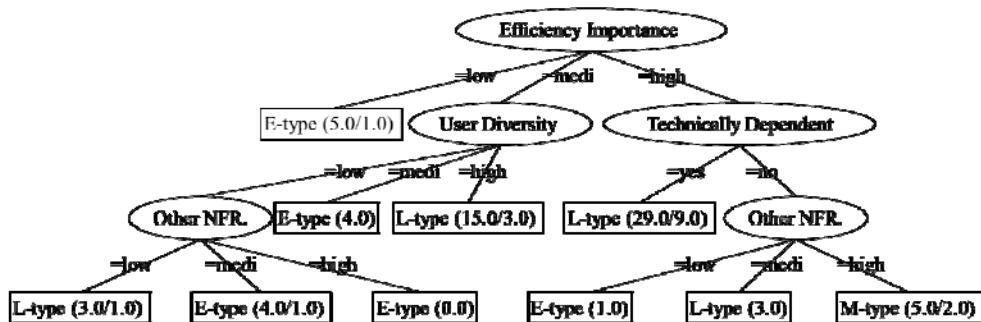 Efficiency Importance
=low =medi =high
E-type (5.0/1.0) User Diversity Technically Dependent
=low =medi =high =yes =no
Other NFR. E-type (4.0) L-type (15.0/3.0) L-type (29.0/9.0) Other NFR.
=low =medi =high =low =medi =high
L-type (3.0/1.0) E-type (4.0/1.0) E-type (0.0) E-type (1.0) L-type (3.0) M-type (5.0/2.0)